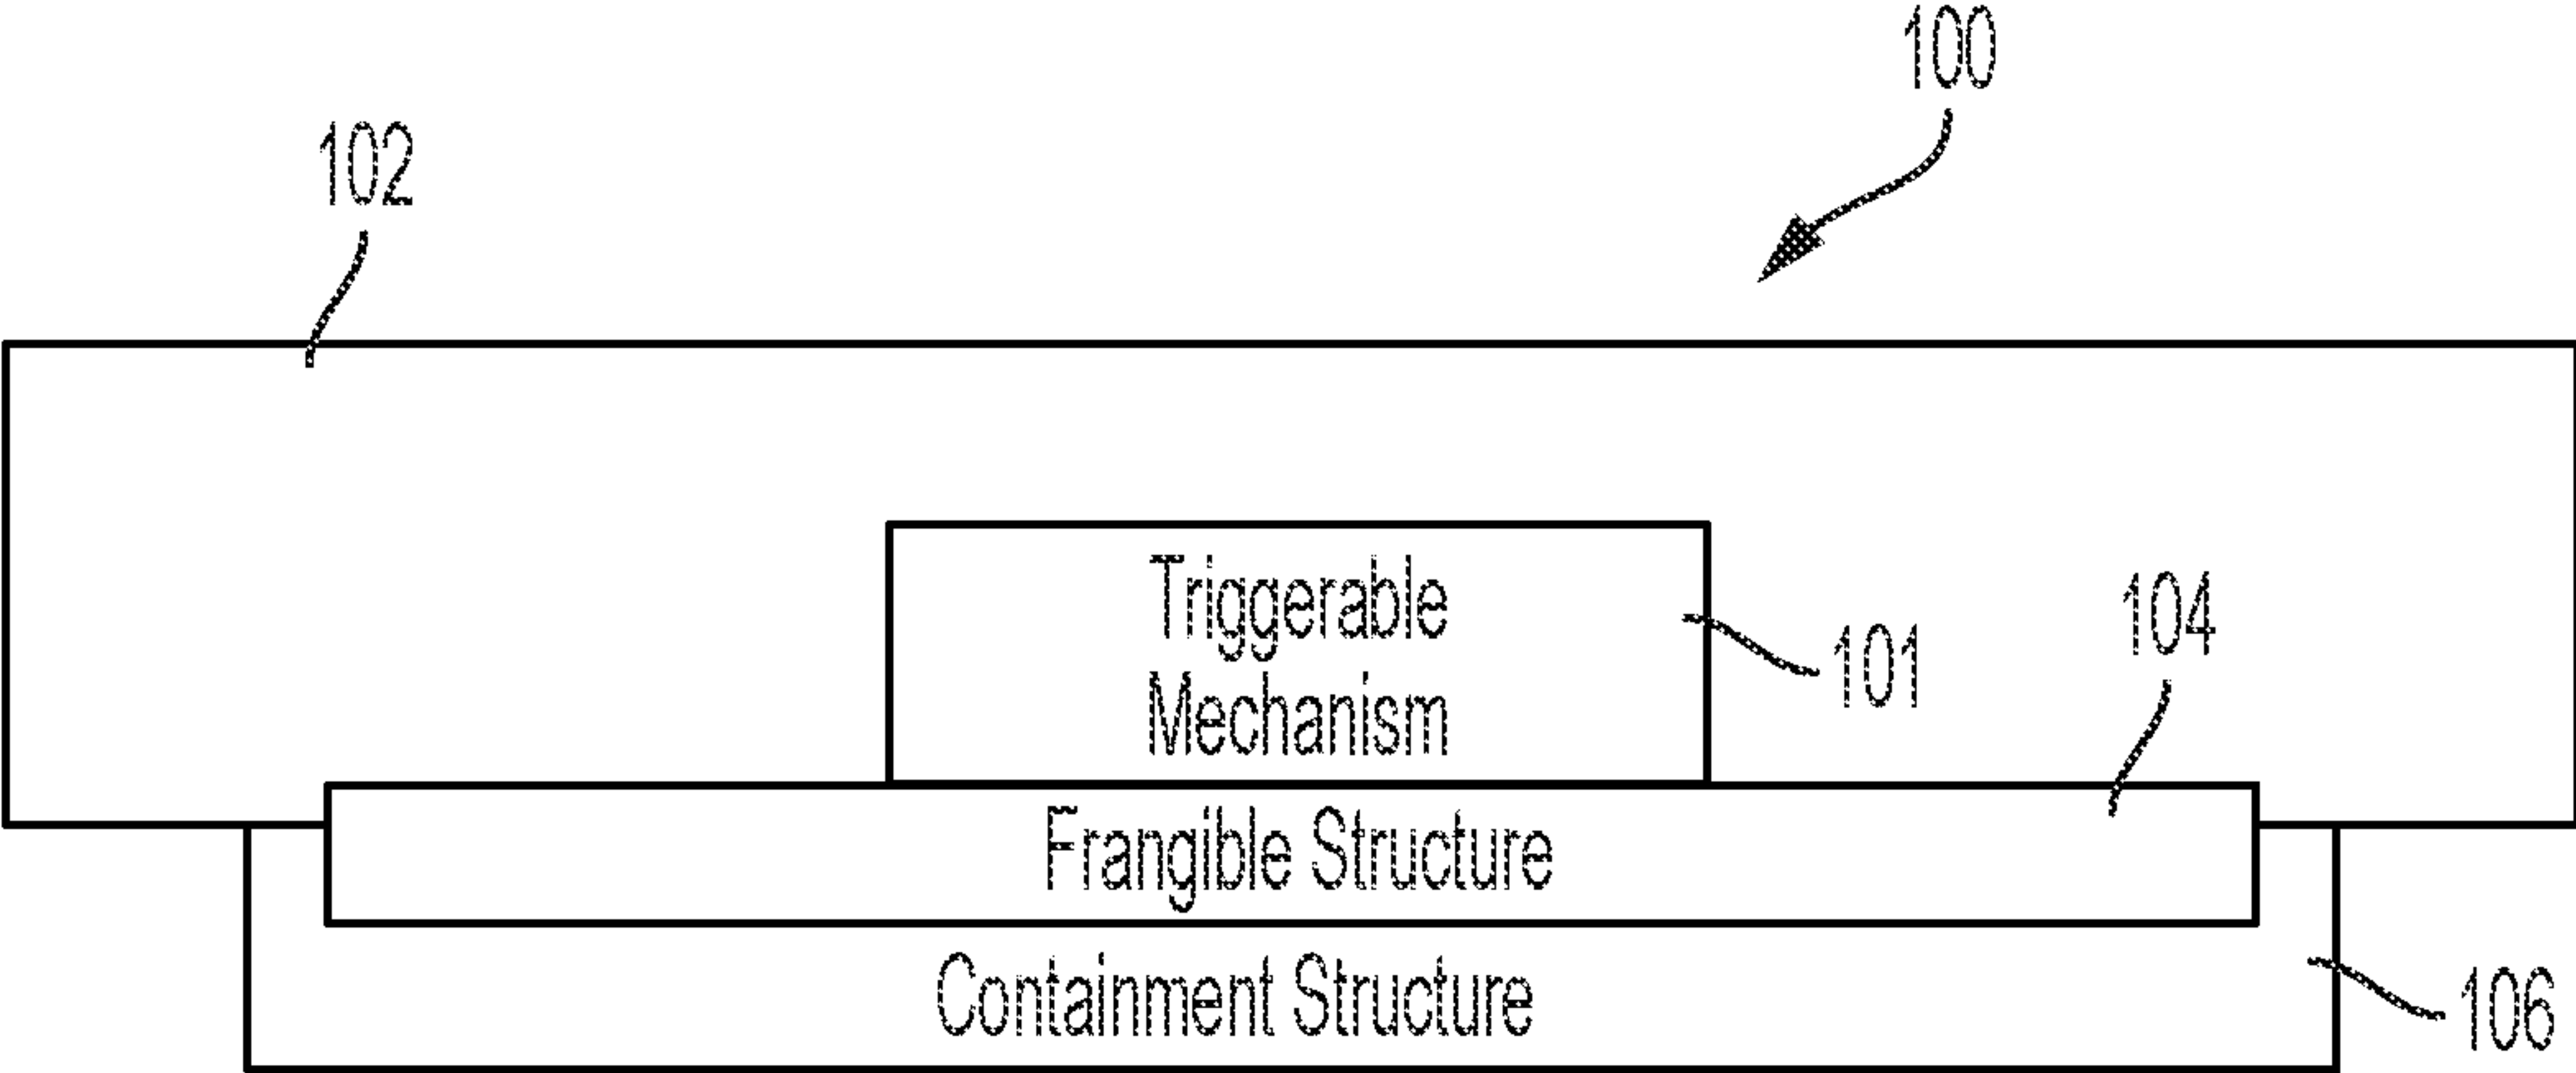 100
102
Triggerable
Mechanism
101
104
Frangible Structure
Containment Structure
106